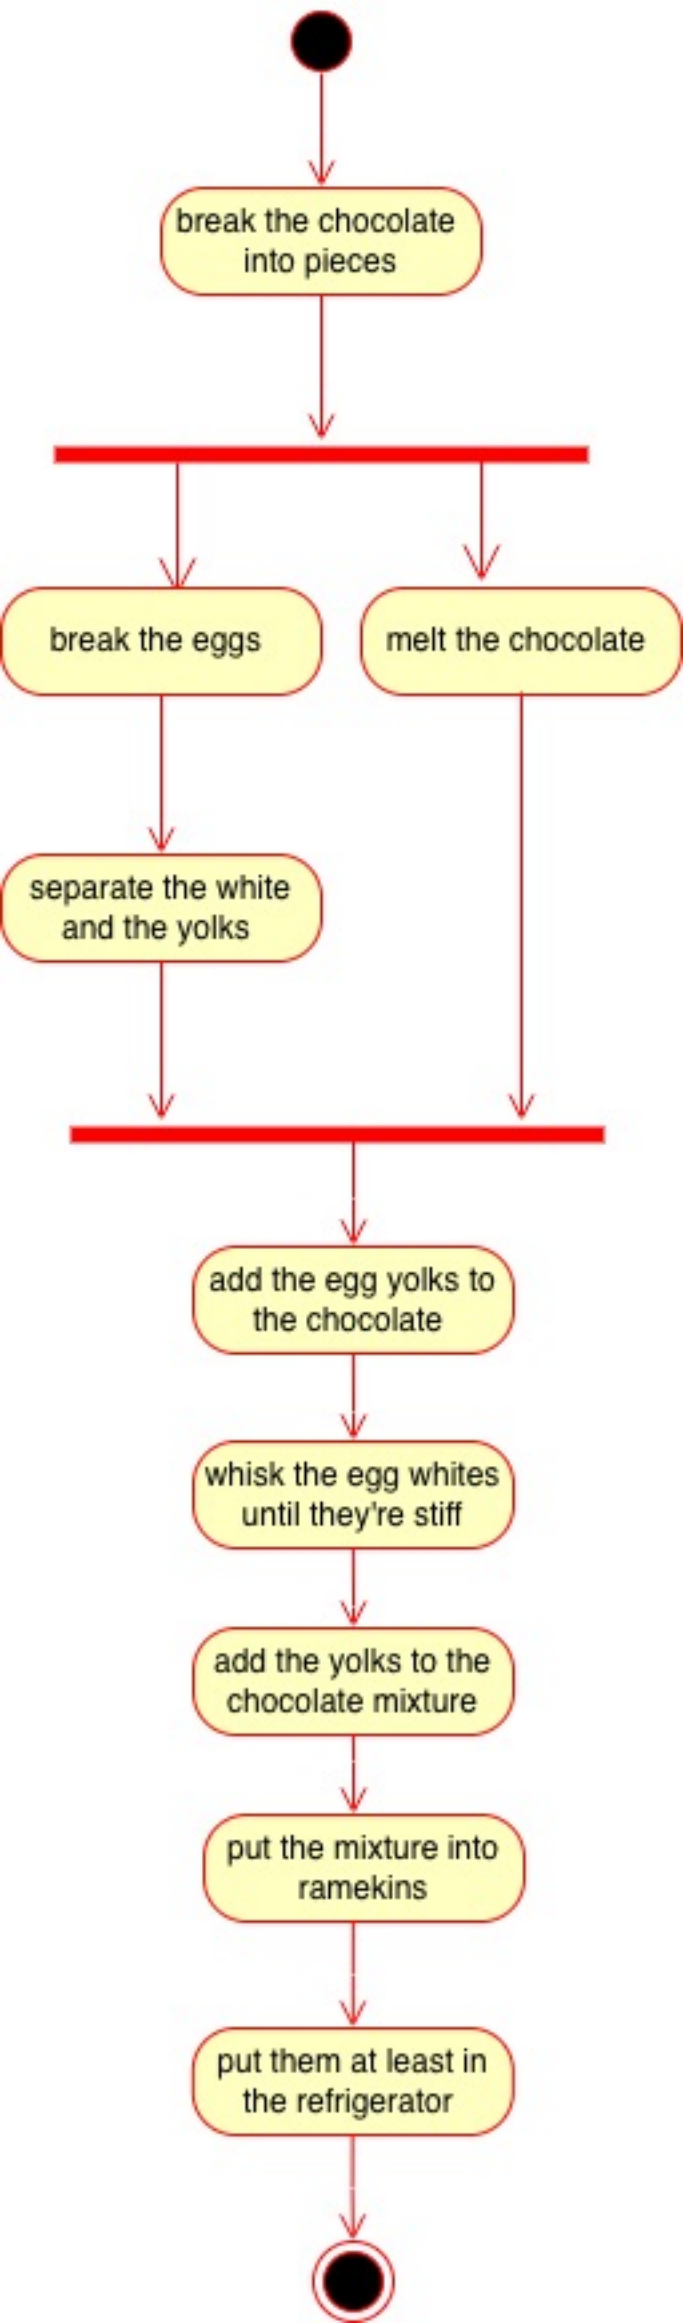 break the chocolate
into pieces
break the eggs
melt the chocolate
separate the white
and the yolks
add the egg yolks to
the chocolate
whisk the egg whites
until they're stiff
add the yolks to the
chocolate mixture
put the mixture into
ramekins
put them at least in
the refrigerator